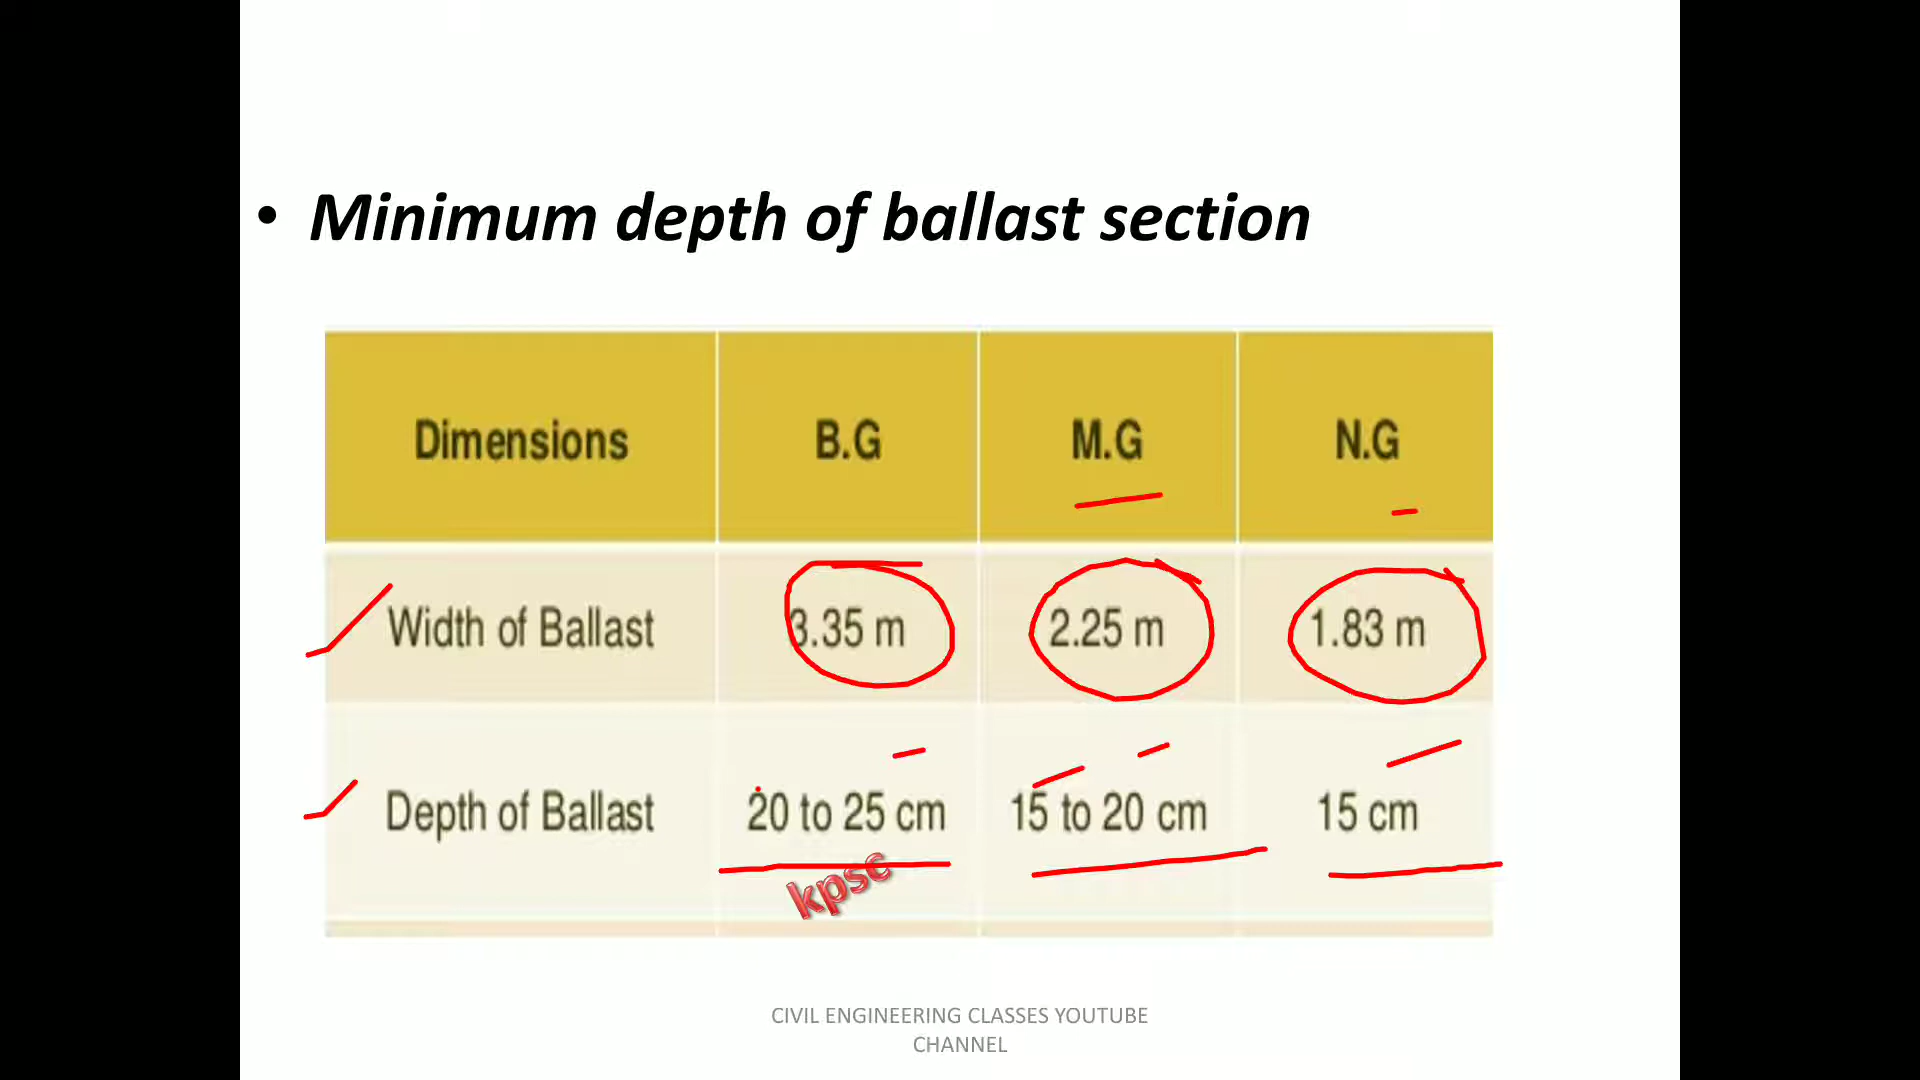 • Minimum depth of ballast section
Dimensions B.G M.G N.G
Width of Ballast 3.35 m 2.25 m 1.83 m
Depth of Ballast 20 to 25 cm 15 to 20 cm 15 cm
kpsc
CIVIL ENGINEERING CLASSES YOUTUBE
CHANNEL